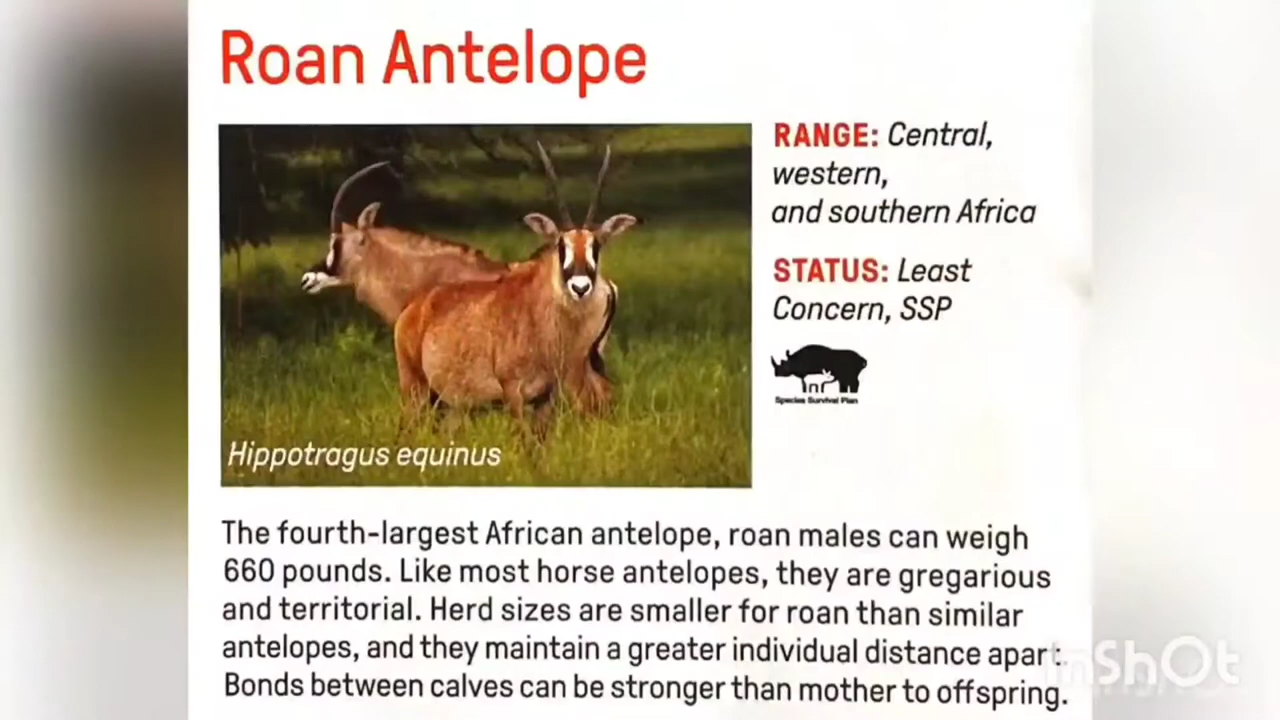 Roan Antelope
RANGE: Central,
western,
and southern Africa
STATUS: Least
Concern, SSP
Species Survival Plan
Hippotragus equinus
The fourth-largest African antelope, roan males can weigh
660 pounds. Like most horse antelopes, they are gregarious
and territorial. Herd sizes are smaller for roan than similar
antelopes, and they maintain a greater individual distance apart.
Bonds between calves can be stronger than mother to offspring.
InShOt